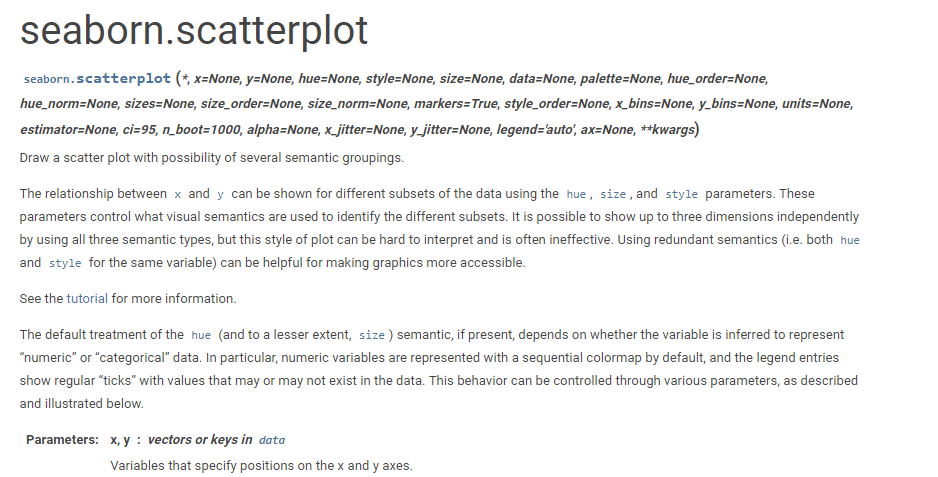 seaborn.scatterplot
seaborn.scatterplot (*, x=None, y=None, hue=None, style=None, size=None, data=None, palette=None, hue_order=None,
hue_norm=None, sizes=None, size_order=None, size_norm=None, markers=True, style_order=None, x_bins=None, y_bins=None, units=None,
estimator=None, ci=95, n_boot=1000, alpha=None, x_jitter=None, y_jitter=None, legend='auto', ax=None, **kwargs)
Draw a scatter plot with possibility of several semantic groupings.
The relationship between x and y can be shown for different subsets of the data using the hue, size, and style parameters. These
parameters control what visual semantics are used to identify the different subsets. It is possible to show up to three dimensions independently
by using all three semantic types, but this style of plot can be hard to interpret and is often ineffective. Using redundant semantics (i.e. both hue
and style for the same variable) can be helpful for making graphics more accessible.
See the tutorial for more information.
The default treatment of the hue (and to a lesser extent, size) semantic, if present, depends on whether the variable is inferred to represent
“numeric” or “categorical” data. In particular, numeric variables are represented with a sequential colormap by default, and the legend entries
show regular “ticks” with values that may or may not exist in the data. This behavior can be controlled through various parameters, as described
and illustrated below.
Parameters: x, y : vectors or keys in data
Variables that specify positions on the x and y axes.